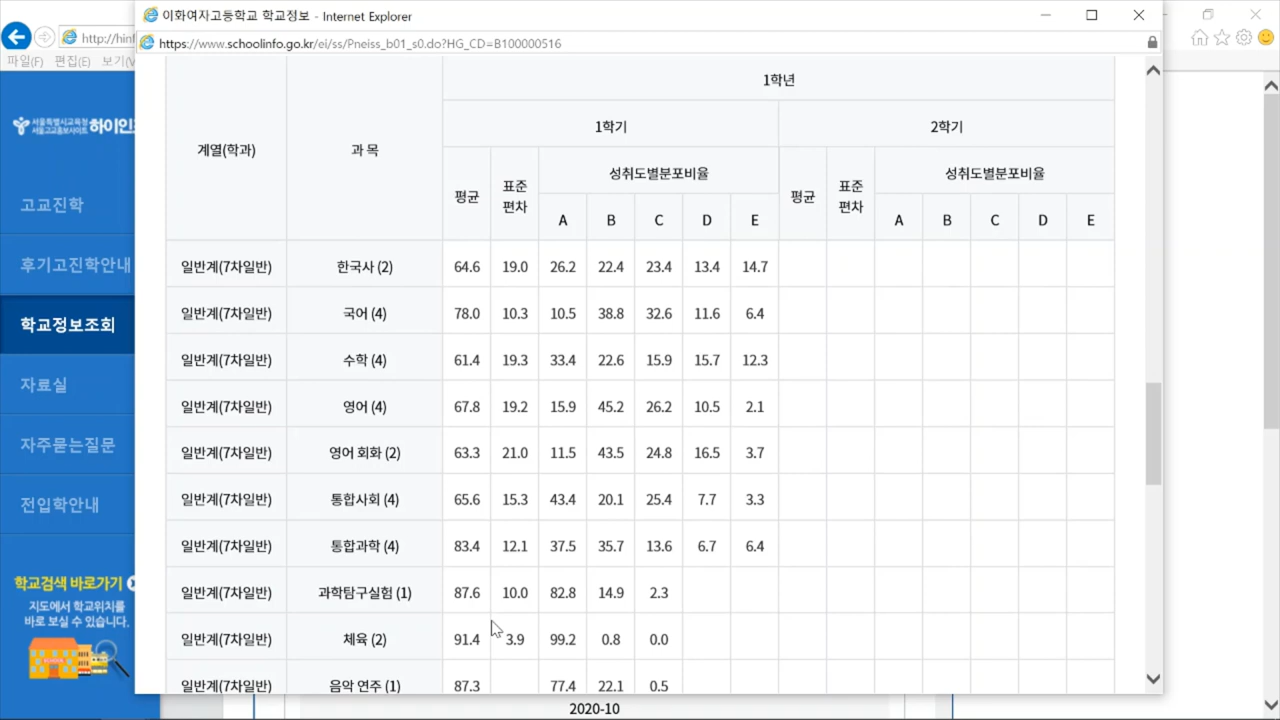 이화여자고등학교 학교정보 - Internet Explorer
https://www.schoolinfo.go.kr/ei/ss/Pneiss_b01_s0.do?HG_CD=B100000516
http://hinf
파일(F) 편집(E) 보기(V
서울특별시교육청
서울고교홍보사이트 하이인
고교진학
후기고진학안내
학교정보조회
자료실
자주묻는질문
전입학안내
학교검색 바로가기
지도에서 학교위치를
바로 보실 수 있습니다.
계열(학과) 과 목 1학년
1학기 2학기
평균 표준편차 성취도별분포비율 평균 표준편차 성취도별분포비율
A B C D E A B C D E
일반계(7차일반) 한국사 (2) 64.6 19.0 26.2 22.4 23.4 13.4 14.7
일반계(7차일반) 국어 (4) 78.0 10.3 10.5 38.8 32.6 11.6 6.4
일반계(7차일반) 수학 (4) 61.4 19.3 33.4 22.6 15.9 15.7 12.3
일반계(7차일반) 영어 (4) 67.8 19.2 15.9 45.2 26.2 10.5 2.1
일반계(7차일반) 영어 회화 (2) 63.3 21.0 11.5 43.5 24.8 16.5 3.7
일반계(7차일반) 통합사회 (4) 65.6 15.3 43.4 20.1 25.4 7.7 3.3
일반계(7차일반) 통합과학 (4) 83.4 12.1 37.5 35.7 13.6 6.7 6.4
일반계(7차일반) 과학탐구실험 (1) 87.6 10.0 82.8 14.9 2.3
일반계(7차일반) 체육 (2) 91.4 3.9 99.2 0.8 0.0
일반계(7차일반) 음악 연주 (1) 87.3 77.4 22.1 0.5
2020-10